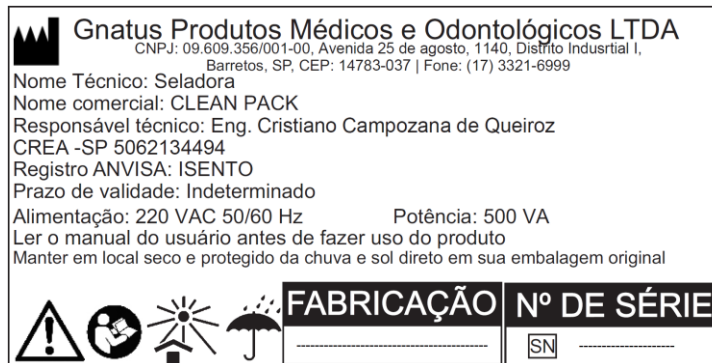 Gnatus Produtos Médicos e Odontológicos LTDA
CNPJ: 09.609.356/001-00, Avenida 25 de agosto, 1140, Distrito Indusrtial I,
Barretos, SP, CEP: 14783-037 | Fone: (17) 3321-6999
Nome Técnico: Seladora
Nome comercial: CLEAN PACK
Responsável técnico: Eng. Cristiano Campozana de Queiroz
CREA -SP 5062134494
Registro ANVISA: ISENTO
Prazo de validade: Indeterminado
Alimentação: 220 VAC 50/60 Hz Potência: 500 VA
Ler o manual do usuário antes de fazer uso do produto
Manter em local seco e protegido da chuva e sol direto em sua embalagem original
FABRICAÇÃO
Nº DE SÉRIE
SN